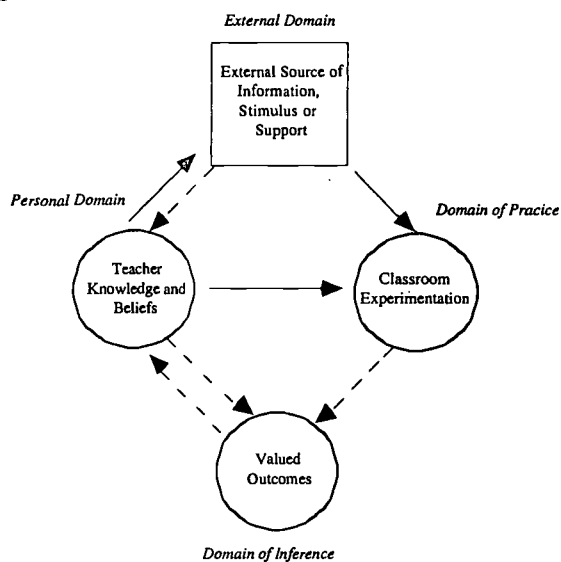 External Domain
External Source of
Information,
Stimulus or
Support
Personal Domain
Domain of Pracice
Teacher
Knowledge and
Beliefs
Classroom
Experimentation
Valued
Outcomes
Domain of Inference